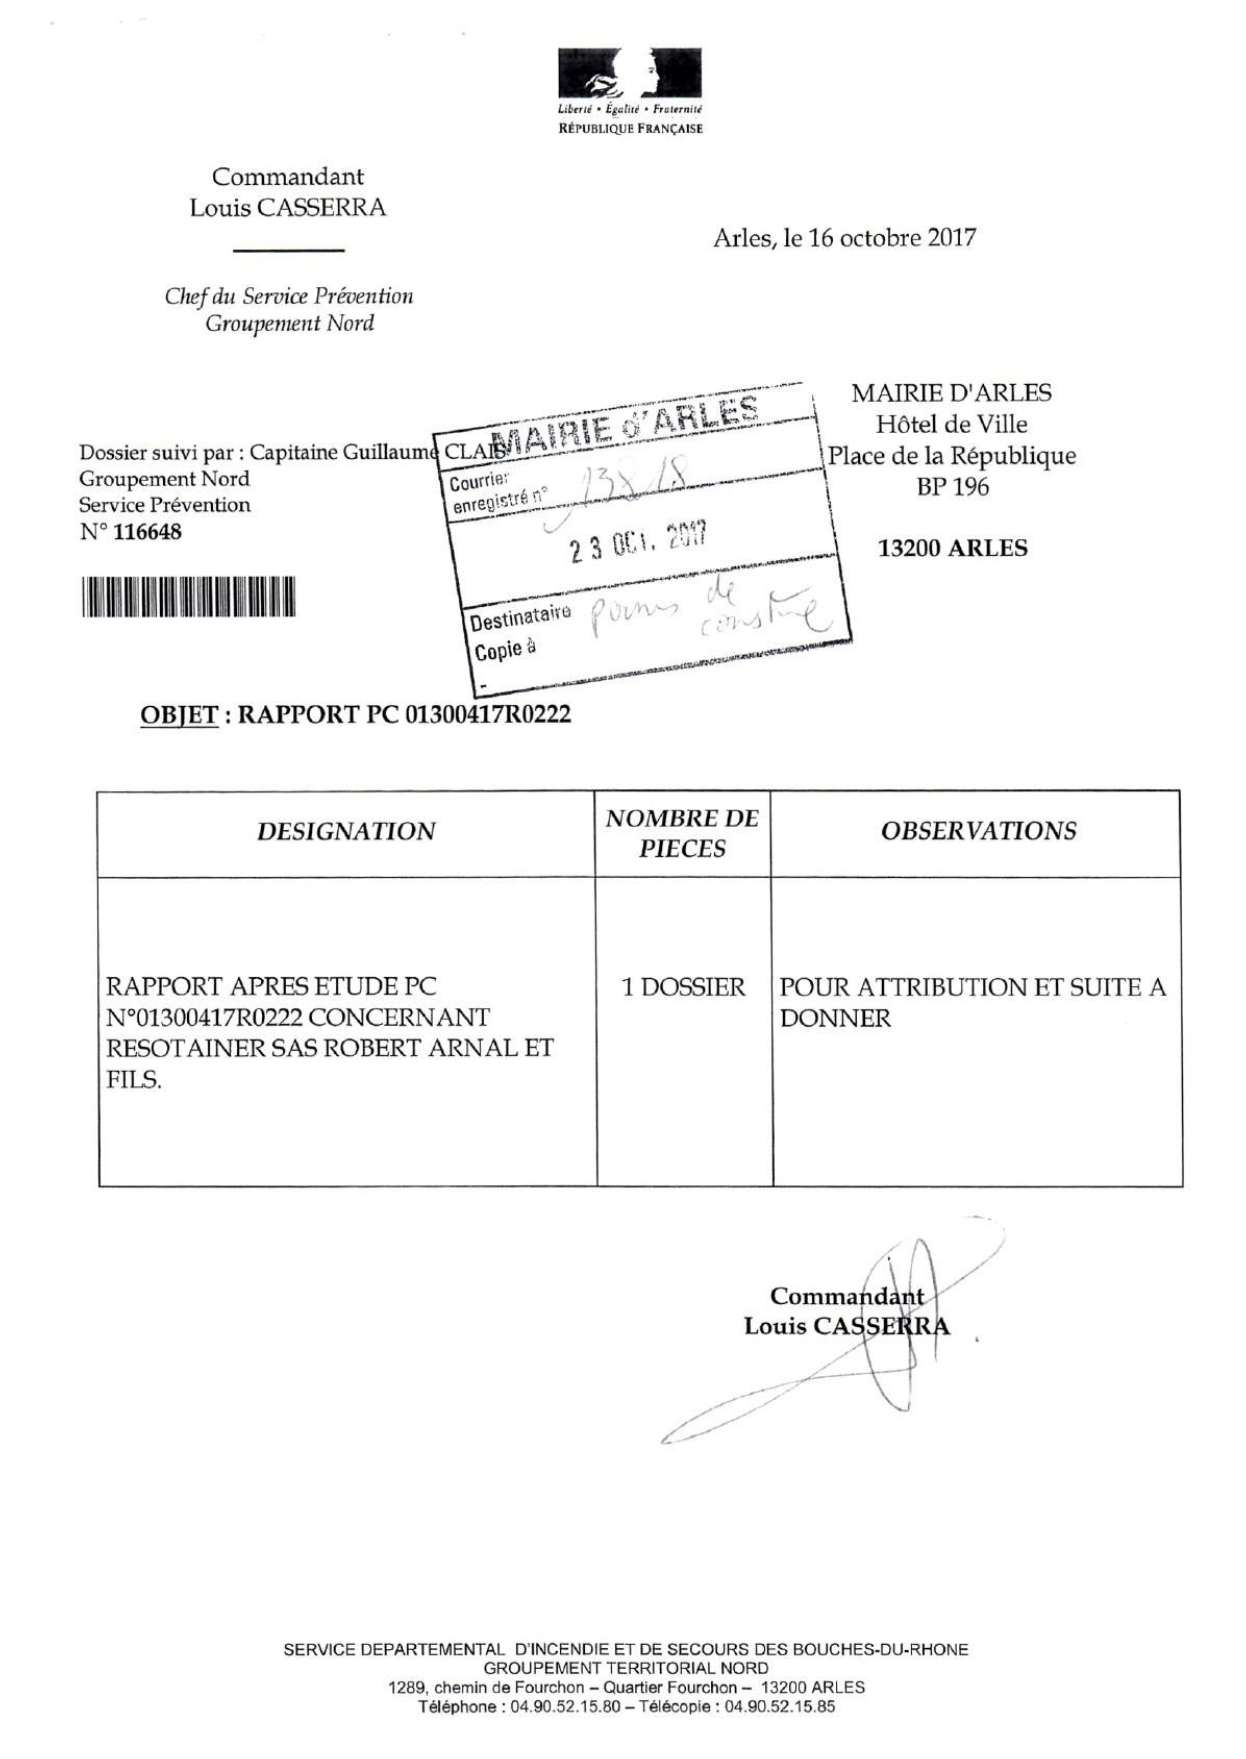 Liberté • Égalité • Fraternité
RÉPUBLIQUE FRANÇAISE
Commandant
Louis CASSERRA
Arles, le 16 octobre 2017
Chef du Service Prévention
Groupement Nord
MAIRIE D'ARLES
Hôtel de Ville
Place de la République
BP 196
13200 ARLES
Dossier suivi par : Capitaine Guillaume CLAIS
Groupement Nord
Service Prévention
N° 116648
MAIRIE d'ARLES
Courrier
enregistré n° 13818
23 OCT. 2017
Destinataire permis de
Copie à
OBJET : RAPPORT PC 01300417R0222
DESIGNATION
NOMBRE DE
PIECES
OBSERVATIONS
RAPPORT APRES ETUDE PC
N°01300417R0222 CONCERNANT
RESOTAINER SAS ROBERT ARNAL ET
FILS.
1 DOSSIER
POUR ATTRIBUTION ET SUITE A
DONNER
Commandant
Louis CASSERRA
SERVICE DEPARTEMENTAL D'INCENDIE ET DE SECOURS DES BOUCHES-DU-RHONE
GROUPEMENT TERRITORIAL NORD
1289, chemin de Fourchon – Quartier Fourchon – 13200 ARLES
Téléphone : 04.90.52.15.80 – Télécopie : 04.90.52.15.85